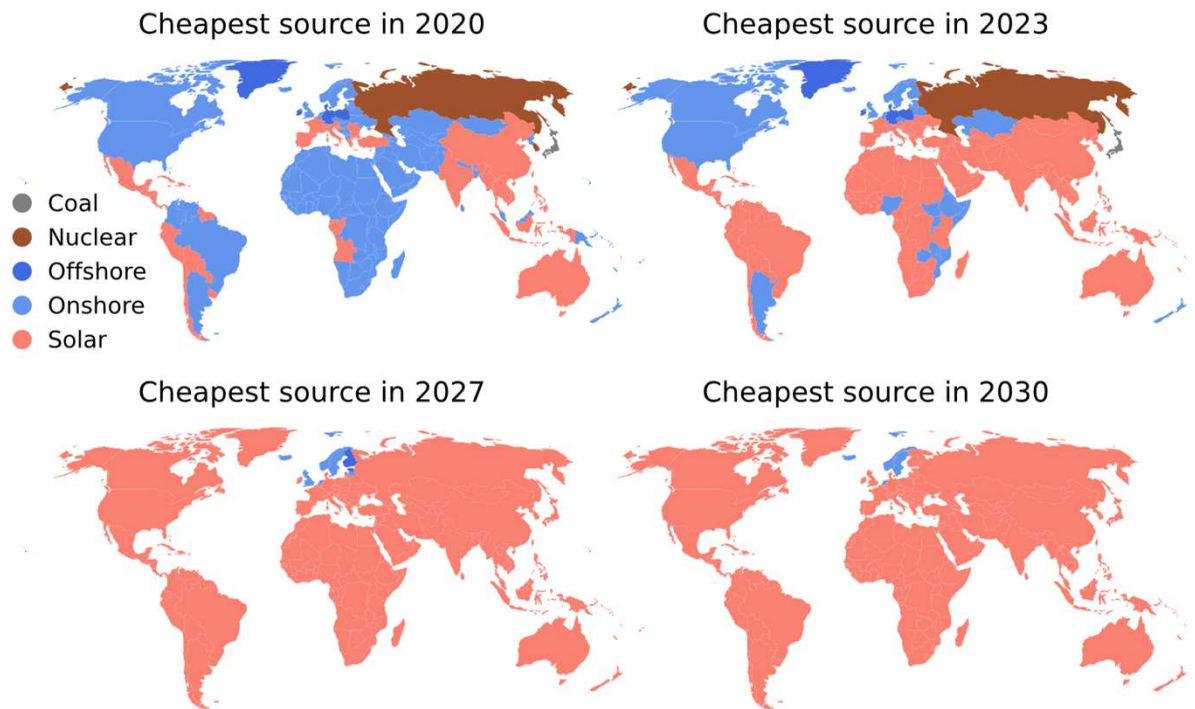 Cheapest source in 2020
Cheapest source in 2023
Coal
Nuclear
Offshore
Onshore
Solar
Cheapest source in 2027
Cheapest source in 2030